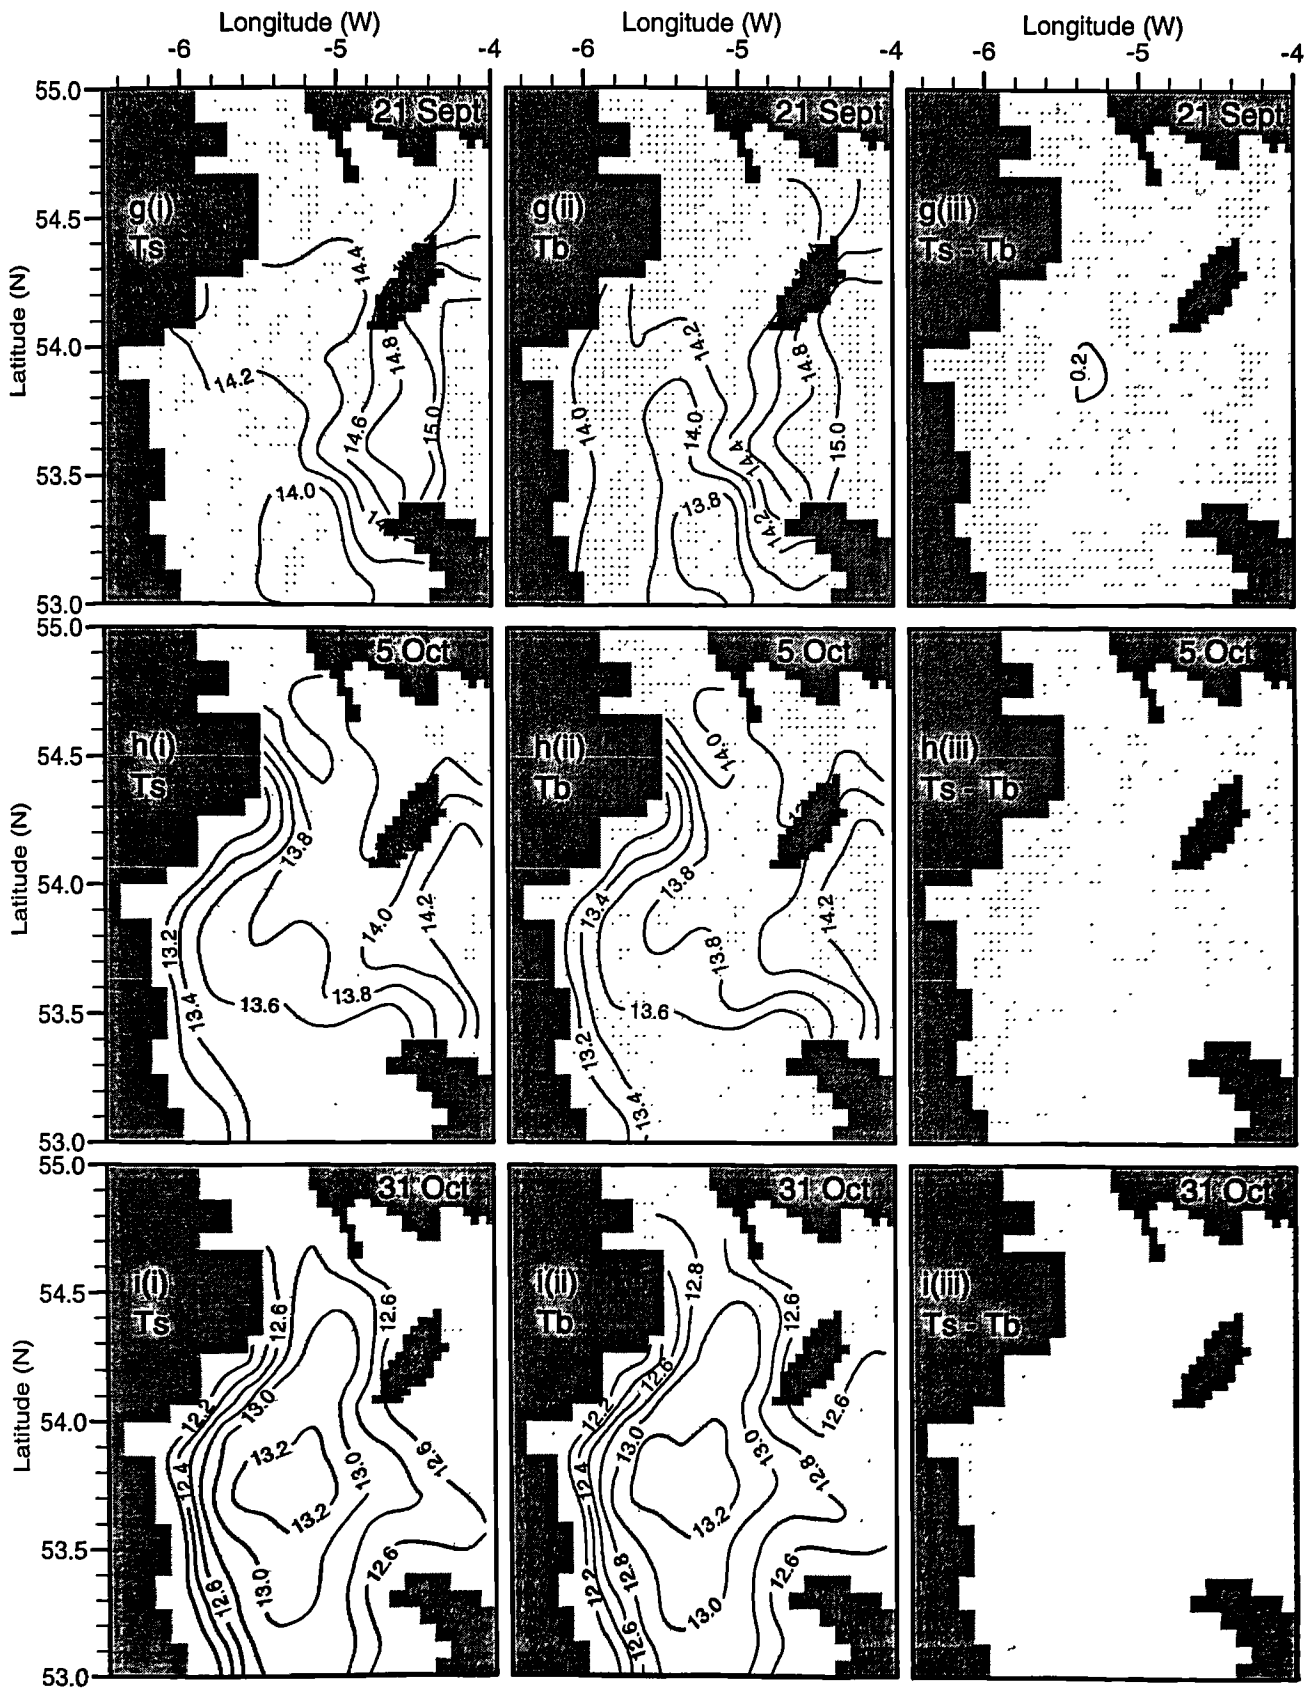 Longitude (W) Longitude (W) Longitude (W)
-6 -5 -4 -6 -5 -4 -6 -5 -4
55.0 21 Sept 21 Sept 21 Sept
54.5 g(i) g(ii) g(iii)
Ts Tb Ts - Tb
14.4
54.0 14.8 14.2 14.8 0.2
14.2
14.6 15.0 14.0 14.0 15.0
14.4
53.5 14.0 13.8
14.2
53.0
Latitude (N)
55.0 5 Oct 5 Oct 5 Oct
54.5 h(i) h(ii) 14.0 h(iii)
Ts Tb Ts - Tb
13.8
54.0 13.8
14.0 14.2 13.4 14.2
13.2 13.8
13.4 13.6 13.8 13.6
53.5
13.2
13.4
53.0
Latitude (N)
55.0 31 Oct 31 Oct 31 Oct
54.5 i(i) 12.6 12.6 i(ii) 12.8 12.6 i(iii)
Ts Tb Ts - Tb
12.6
54.0 12.2 13.0 12.2 12.6
13.2 13.0 12.6 13.0 13.0 12.8
12.4 12.4
13.2 13.2
53.5 12.6 12.6
13.0 12.2 12.8
13.0
12.6
53.0
Latitude (N)